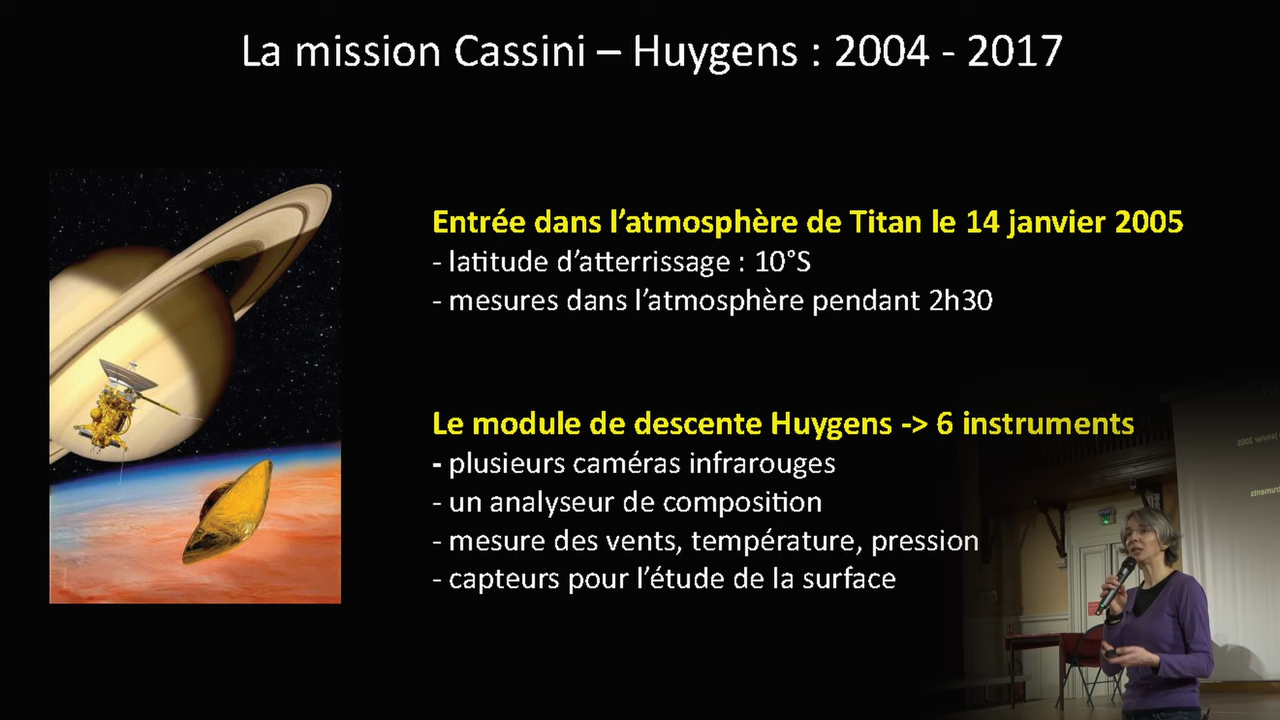 La mission Cassini – Huygens : 2004 - 2017
Entrée dans l'atmosphère de Titan le 14 janvier 2005
- latitude d'atterrissage : 10°S
- mesures dans l'atmosphère pendant 2h30
Le module de descente Huygens -> 6 instruments
- plusieurs caméras infrarouges
- un analyseur de composition
- mesure des vents, température, pression
- capteurs pour l'étude de la surface